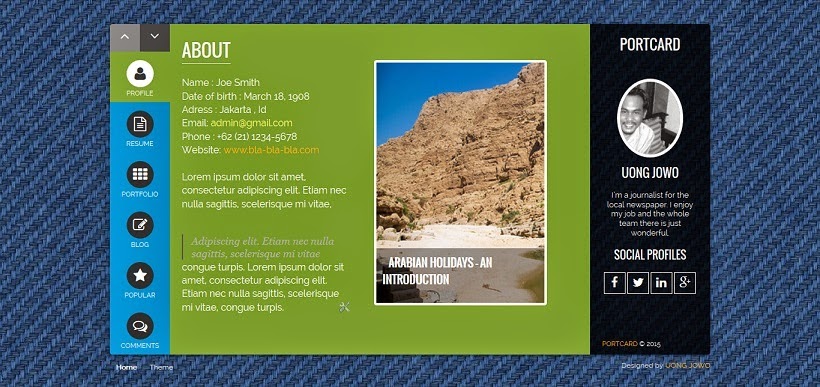 PROFILE
RESUME
PORTFOLIO
BLOG
POPULAR
COMMENTS
ABOUT
Name : Joe Smith
Date of birth : March 18, 1908
Adress : Jakarta , Id
Email: admin@gmail.com
Phone : +62 (21) 1234-5678
Website: www.bla-bla-bla.com
Lorem ipsum dolor sit amet,
consectetur adipiscing elit. Etiam nec
nulla sagittis, scelerisque mi vitae,
Adipiscing elit. Etiam nec nulla
sagittis, scelerisque mi vitae
congue turpis. Lorem ipsum dolor sit
amet, consectetur adipiscing elit.
Etiam nec nulla sagittis, scelerisque
mi vitae, congue turpis.
ARABIAN HOLIDAYS - AN
INTRODUCTION
PORTCARD
UONG JOWO
I'm a journalist for the
local newspaper. I enjoy
my job and the whole
team there is just
wonderful.
SOCIAL PROFILES
PORTCARD © 2015
Home Theme
Designed by UONG JOWO